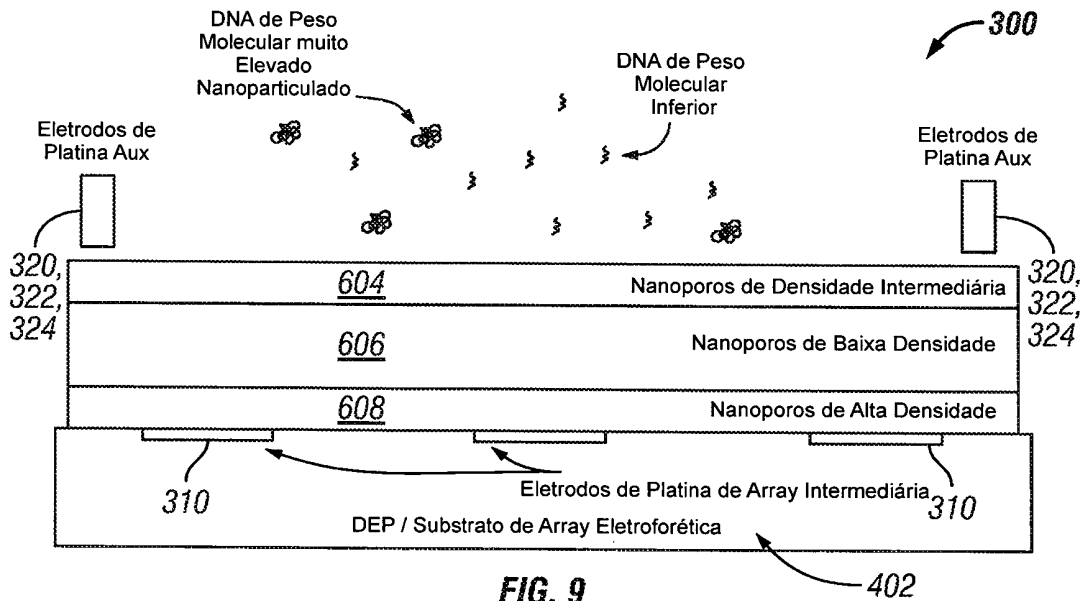 DNA de Peso
Molecular muito
Elevado
Nanoparticulado
300
DNA de Peso
Molecular
Inferior
Eletrodos de
Platina Aux
Eletrodos de
Platina Aux
320,
322,
324
320,
322,
324
604
Nanoporos de Densidade Intermediária
606
Nanoporos de Baixa Densidade
608
Nanoporos de Alta Densidade
310
Eletrodos de Platina de Array Intermediária
310
DEP / Substrato de Array Eletroforética
402
FIG. 9